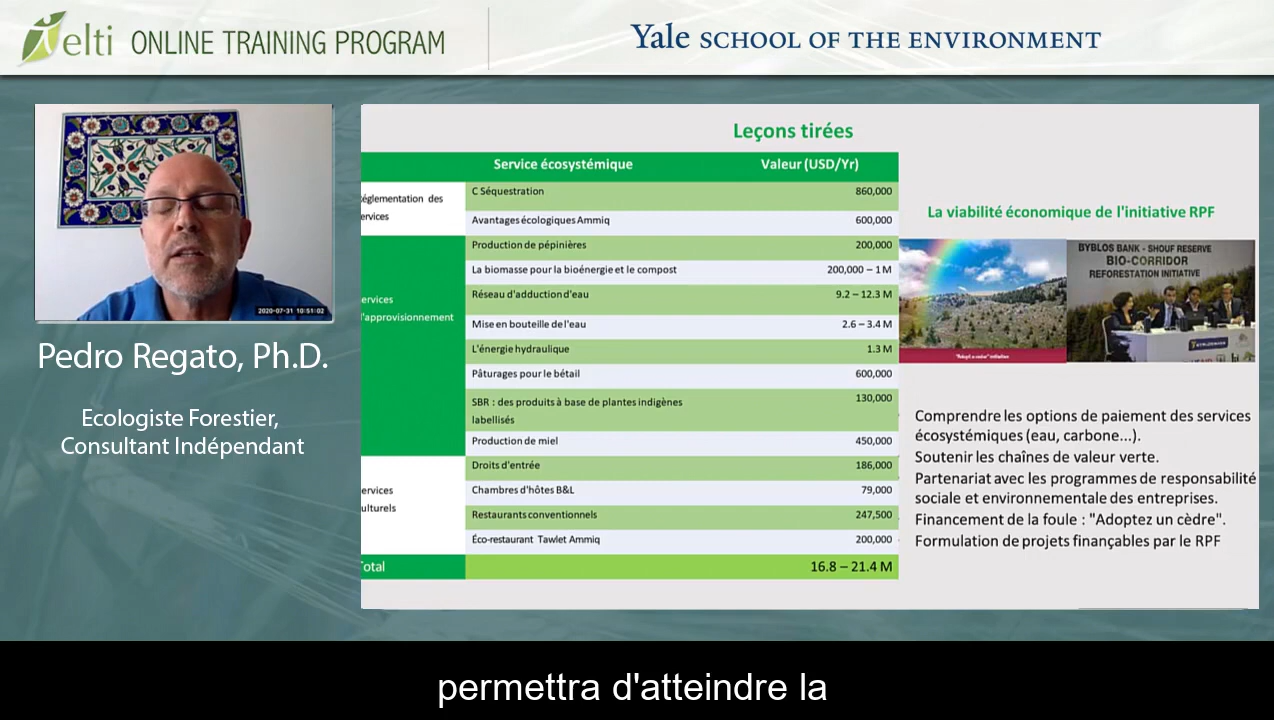 elti ONLINE TRAINING PROGRAM
Yale SCHOOL OF THE ENVIRONMENT
2020-07-31 10:51:02
Pedro Regato, Ph.D.
Ecologiste Forestier,
Consultant Indépendant
Leçons tirées
Service écosystémique Valeur (USD/Yr)
églementation des
ervices
C Séquestration 860,000
Avantages écologiques Ammiq 600,000
ervices
'approvisionnement
Production de pépinières 200,000
La biomasse pour la bioénergie et le compost 200,000 – 1 M
Réseau d'adduction d'eau 9.2 – 12.3 M
Mise en bouteille de l'eau 2.6 – 3.4 M
L'énergie hydraulique 1.3 M
Pâturages pour le bétail 600,000
SBR : des produits à base de plantes indigènes 130,000
labellisés
Production de miel 450,000
ervices
ulturels
Droits d'entrée 186,000
Chambres d'hôtes B&L 79,000
Restaurants conventionnels 247,500
Éco-restaurant Tawlet Ammiq 200,000
otal 16.8 – 21.4 M
La viabilité économique de l'initiative RPF
"Adopt a cedar" initiative
BYBLOS BANK - SHOUF RESERVE
BIO-CORRIDOR
REFORESTATION INITIATIVE
Comprendre les options de paiement des services
écosystémiques (eau, carbone...).
Soutenir les chaînes de valeur verte.
Partenariat avec les programmes de responsabilité
sociale et environnementale des entreprises.
Financement de la foule : "Adoptez un cèdre".
Formulation de projets finançables par le RPF
permettra d'atteindre la